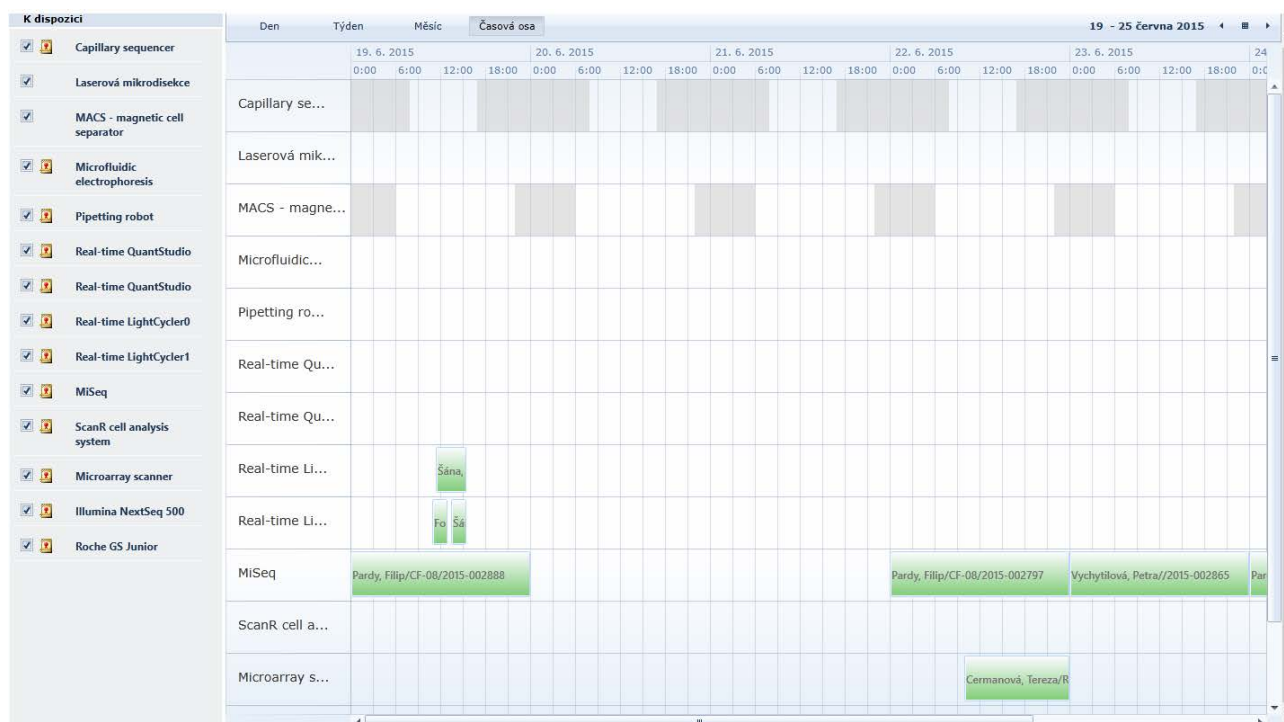 K dispozici
Capillary sequencer
Laserová mikrodisekce
MACS - magnetic cell
separator
Microfluidic
electrophoresis
Pipetting robot
Real-time QuantStudio
Real-time QuantStudio
Real-time LightCycler0
Real-time LightCycler1
MiSeq
ScanR cell analysis
system
Microarray scanner
Illumina NextSeq 500
Roche GS Junior
Den Týden Měsíc Časová osa 19 - 25 června 2015
19. 6. 2015 20. 6. 2015 21. 6. 2015 22. 6. 2015 23. 6. 2015 24
0:00 6:00 12:00 18:00 0:00 6:00 12:00 18:00 0:00 6:00 12:00 18:00 0:00 6:00 12:00 18:00 0:00 6:00 12:00 18:00 0:0
Capillary se...
Laserová mik...
MACS - magne...
Microfluidic...
Pipetting ro...
Real-time Qu...
Real-time Qu...
Real-time Li...
Šána,
Real-time Li...
Fo Šá
MiSeq
Pardy, Filip/CF-08/2015-002888 Pardy, Filip/CF-08/2015-002797 Vychytilová, Petra//2015-002865 Par
ScanR cell a...
Microarray s...
Cermanová, Tereza/R